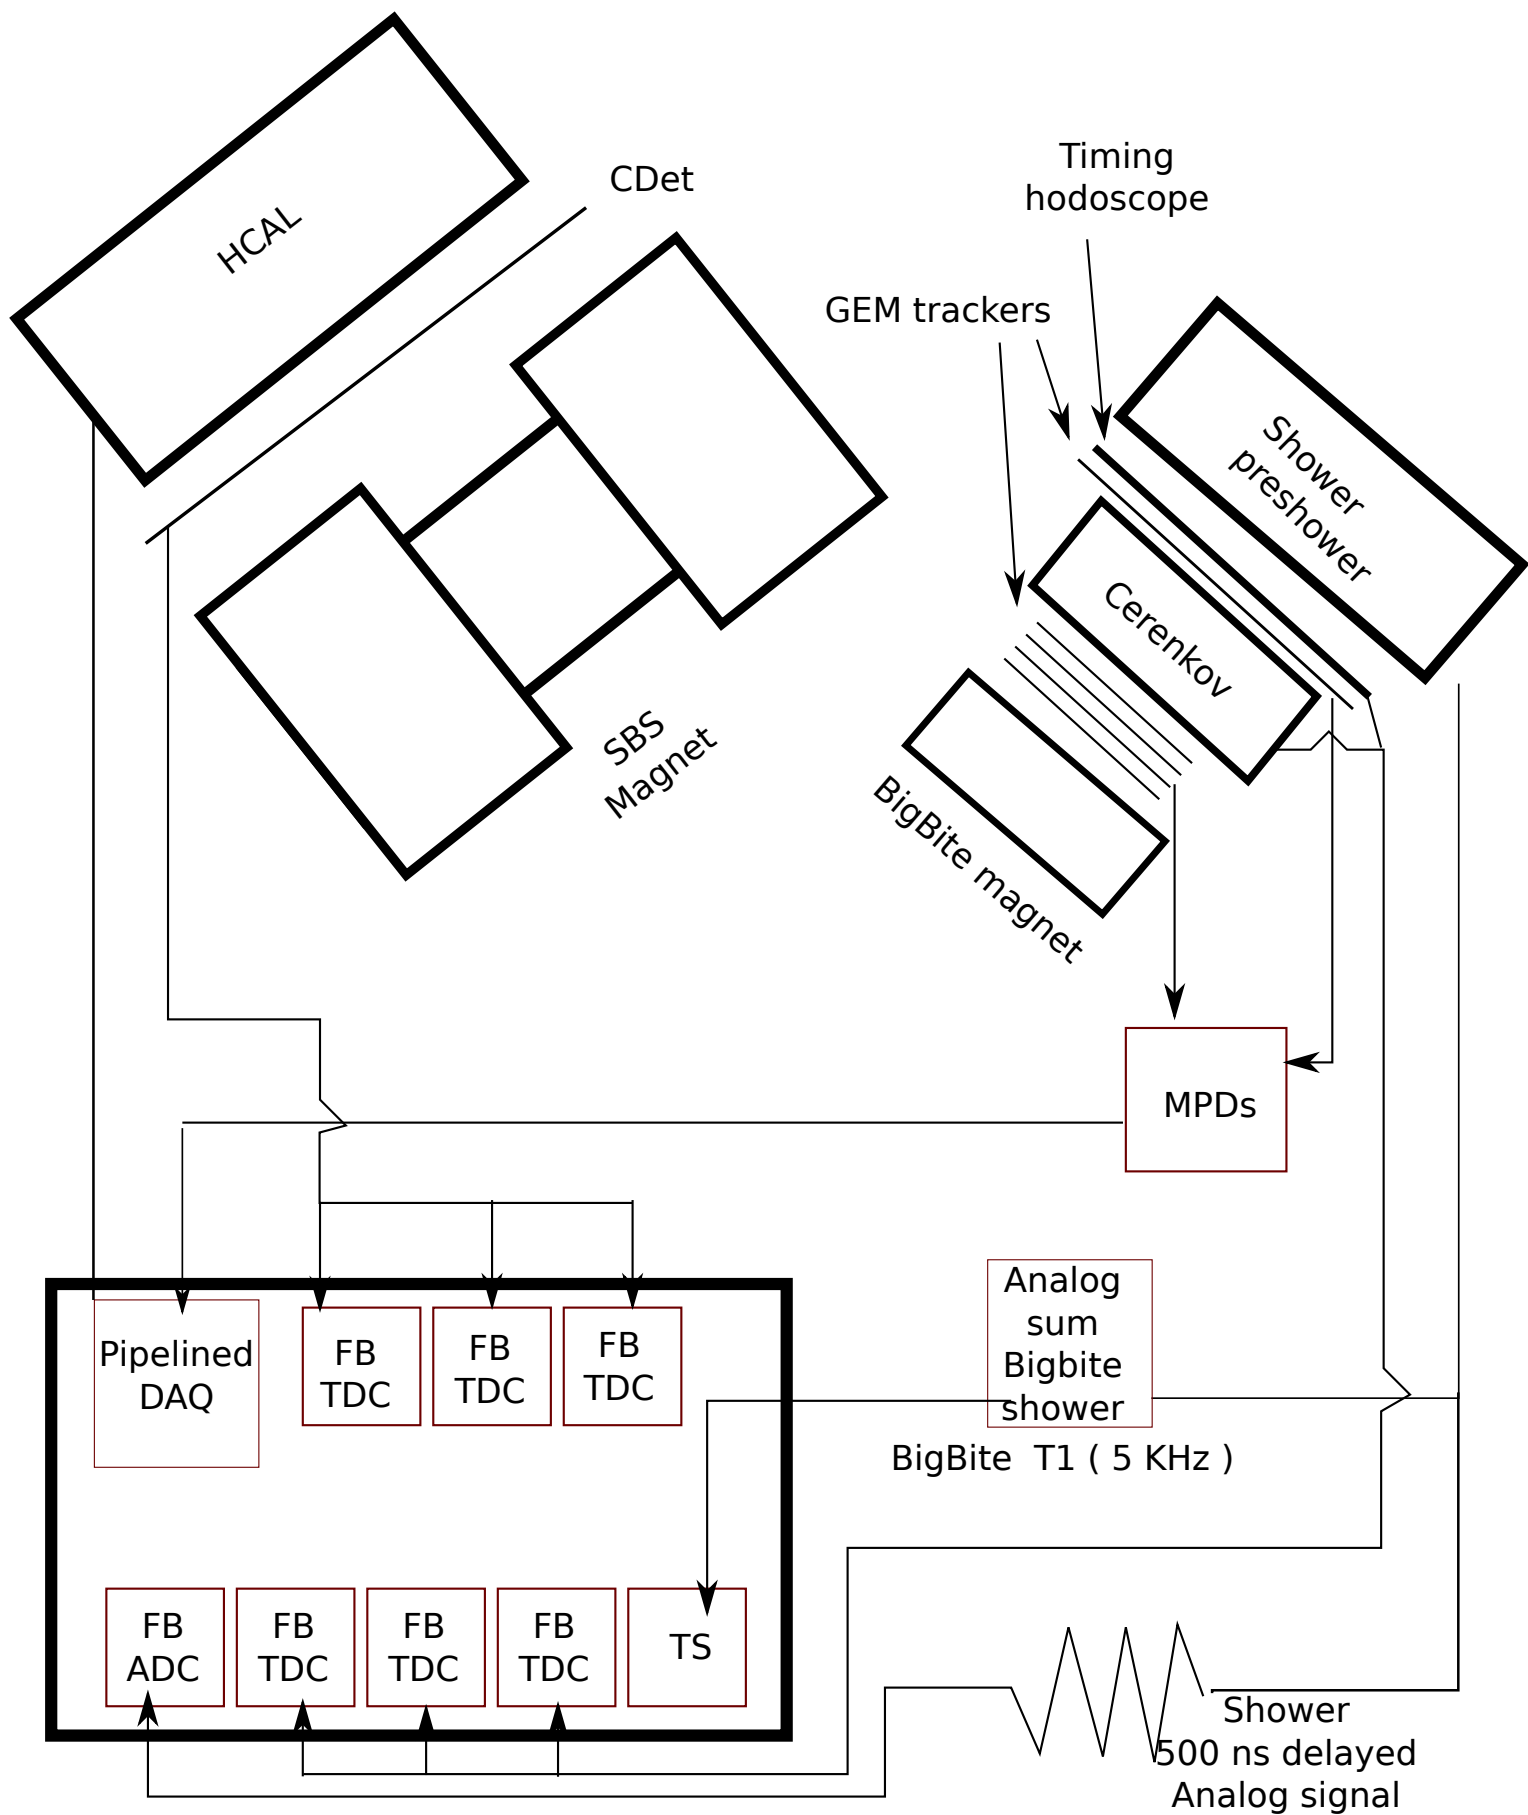 Timing
hodoscope
CDet
HCAL
GEM trackers
Shower
preshower
Cerenkov
SBS
Magnet
BigBite magnet
MPDs
Analog
sum
Bigbite
shower
BigBite T1 ( 5 KHz )
Pipelined
DAQ
FB
TDC
FB
TDC
FB
TDC
FB
ADC
FB
TDC
FB
TDC
FB
TDC
TS
Shower
500 ns delayed
Analog signal